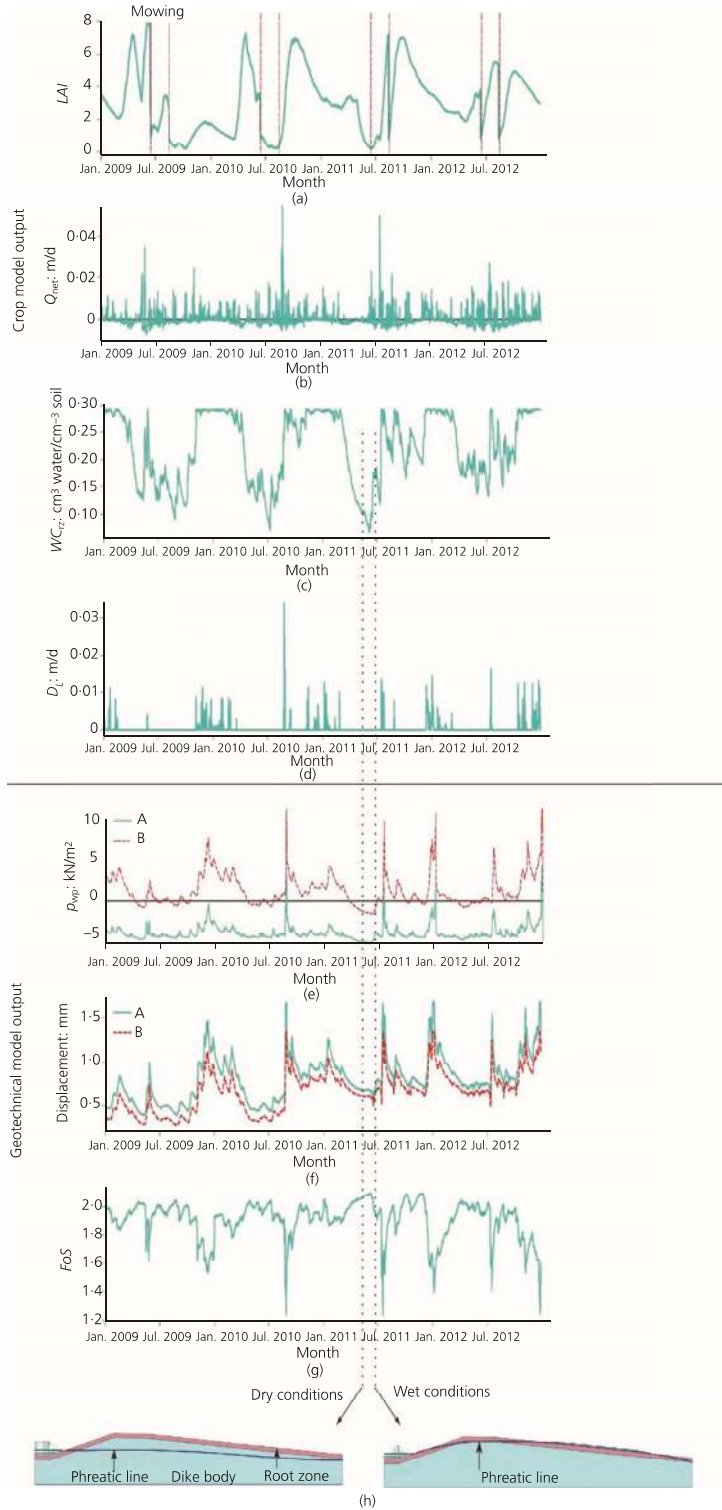 Mowing
8
6
4
2
0
LAI
Jan. 2009 Jul. 2009 Jan. 2010 Jul. 2010 Jan. 2011 Jul. 2011 Jan. 2012 Jul. 2012
Month
(a)
Crop model output
0·04
0·02
0
Qnet: m/d
Jan. 2009 Jul. 2009 Jan. 2010 Jul. 2010 Jan. 2011 Jul. 2011 Jan. 2012 Jul. 2012
Month
(b)
0·30
0·25
0·20
0·15
0·10
WCrz: cm³ water/cm⁻³ soil
Jan. 2009 Jul. 2009 Jan. 2010 Jul. 2010 Jan. 2011 Jul. 2011 Jan. 2012 Jul. 2012
Month
(c)
0·03
0·02
0·01
0
DL: m/d
Jan. 2009 Jul. 2009 Jan. 2010 Jul. 2010 Jan. 2011 Jul. 2011 Jan. 2012 Jul. 2012
Month
(d)
Geotechnical model output
10
5
0
–5
pwp: kN/m²
A
B
Jan. 2009 Jul. 2009 Jan. 2010 Jul. 2010 Jan. 2011 Jul. 2011 Jan. 2012 Jul. 2012
Month
(e)
1·5
1·0
0·5
Displacement: mm
A
B
Jan. 2009 Jul. 2009 Jan. 2010 Jul. 2010 Jan. 2011 Jul. 2011 Jan. 2012 Jul. 2012
Month
(f)
2·0
1·8
1·6
1·4
1·2
FoS
Jan. 2009 Jul. 2009 Jan. 2010 Jul. 2010 Jan. 2011 Jul. 2011 Jan. 2012 Jul. 2012
Month
(g)
Dry conditions Wet conditions
Phreatic line Dike body Root zone
Phreatic line
(h)